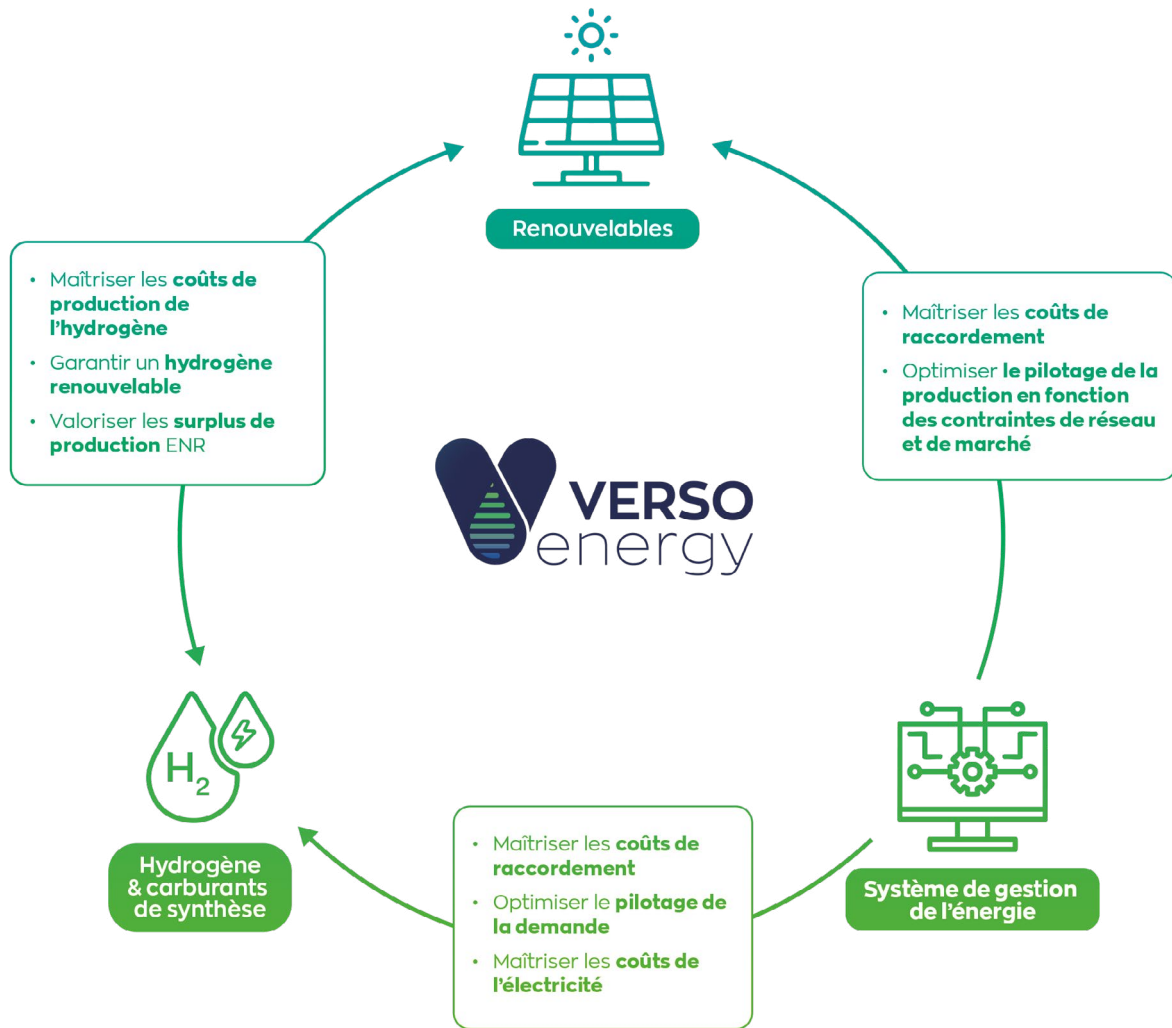 Renouvelables
• Maîtriser les coûts de
production de
l’hydrogène
• Garantir un hydrogène
renouvelable
• Valoriser les surplus de
production ENR
• Maîtriser les coûts de
raccordement
• Optimiser le pilotage de la
production en fonction
des contraintes de réseau
et de marché
VERSO
energy
H₂
Hydrogène
& carburants
de synthèse
• Maîtriser les coûts de
raccordement
• Optimiser le pilotage de
la demande
• Maîtriser les coûts de
l’électricité
Système de gestion
de l’énergie